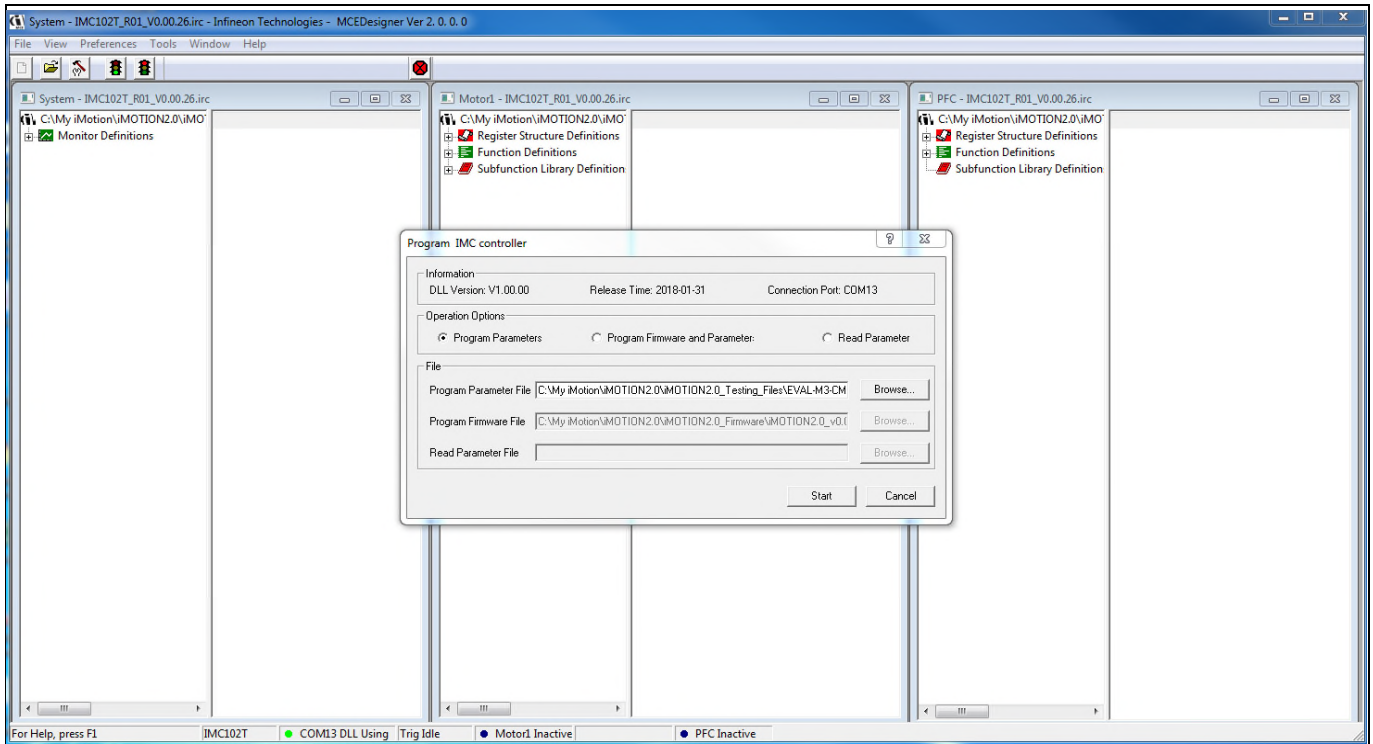 System - IMC102T_R01_V0.00.26.irc - Infineon Technologies - MCEDesigner Ver 2. 0. 0. 0
File View Preferences Tools Window Help
System - IMC102T_R01_V0.00.26.irc
C:\My iMotion\iMOTION2.0\iMO
Monitor Definitions
Motor1 - IMC102T_R01_V0.00.26.irc
C:\My iMotion\iMOTION2.0\iMO
Register Structure Definitions
Function Definitions
Subfunction Library Definition
PFC - IMC102T_R01_V0.00.26.irc
C:\My iMotion\iMOTION2.0\iMO
Register Structure Definitions
Function Definitions
Subfunction Library Definition
Program IMC controller
Information
DLL Version: V1.00.00 Release Time: 2018-01-31 Connection Port: COM13
Operation Options
Program Parameters Program Firmware and Parameter: Read Parameter
File
Program Parameter File C:\My iMotion\iMOTION2.0\iMOTION2.0_Testing_Files\EVAL-M3-CM Browse...
Program Firmware File C:\My iMotion\iMOTION2.0\iMOTION2.0_Firmware\iMOTION2.0_v0.( Browse...
Read Parameter File Browse...
Start Cancel
For Help, press F1 IMC102T COM13 DLL Using Trig Idle Motor1 Inactive PFC Inactive